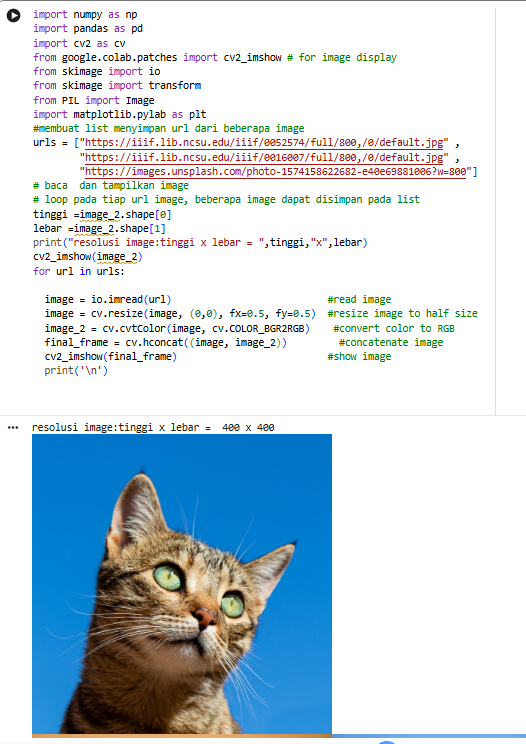 import numpy as np
import pandas as pd
import cv2 as cv
from google.colab.patches import cv2_imshow # for image display
from skimage import io
from skimage import transform
from PIL import Image
import matplotlib.pylab as plt
#membuat list menyimpan url dari beberapa image
urls = ["https://iiif.lib.ncsu.edu/iiif/0052574/full/800,/0/default.jpg" ,
"https://iiif.lib.ncsu.edu/iiif/0016007/full/800,/0/default.jpg" ,
"https://images.unsplash.com/photo-1574158622682-e40e69881006?w=800"]
# baca  dan tampilkan image
# loop pada tiap url image, beberapa image dapat disimpan pada list
tinggi =image_2.shape[0]
lebar =image_2.shape[1]
print("resolusi image:tinggi x lebar = ",tinggi,"x",lebar)
cv2_imshow(image_2)
for url in urls:
image = io.imread(url) #read image
image = cv.resize(image, (0,0), fx=0.5, fy=0.5) #resize image to half size
image_2 = cv.cvtColor(image, cv.COLOR_BGR2RGB) #convert color to RGB
final_frame = cv.hconcat((image, image_2)) #concatenate image
cv2_imshow(final_frame) #show image
print('\n')
resolusi image:tinggi x lebar =  400 x 400